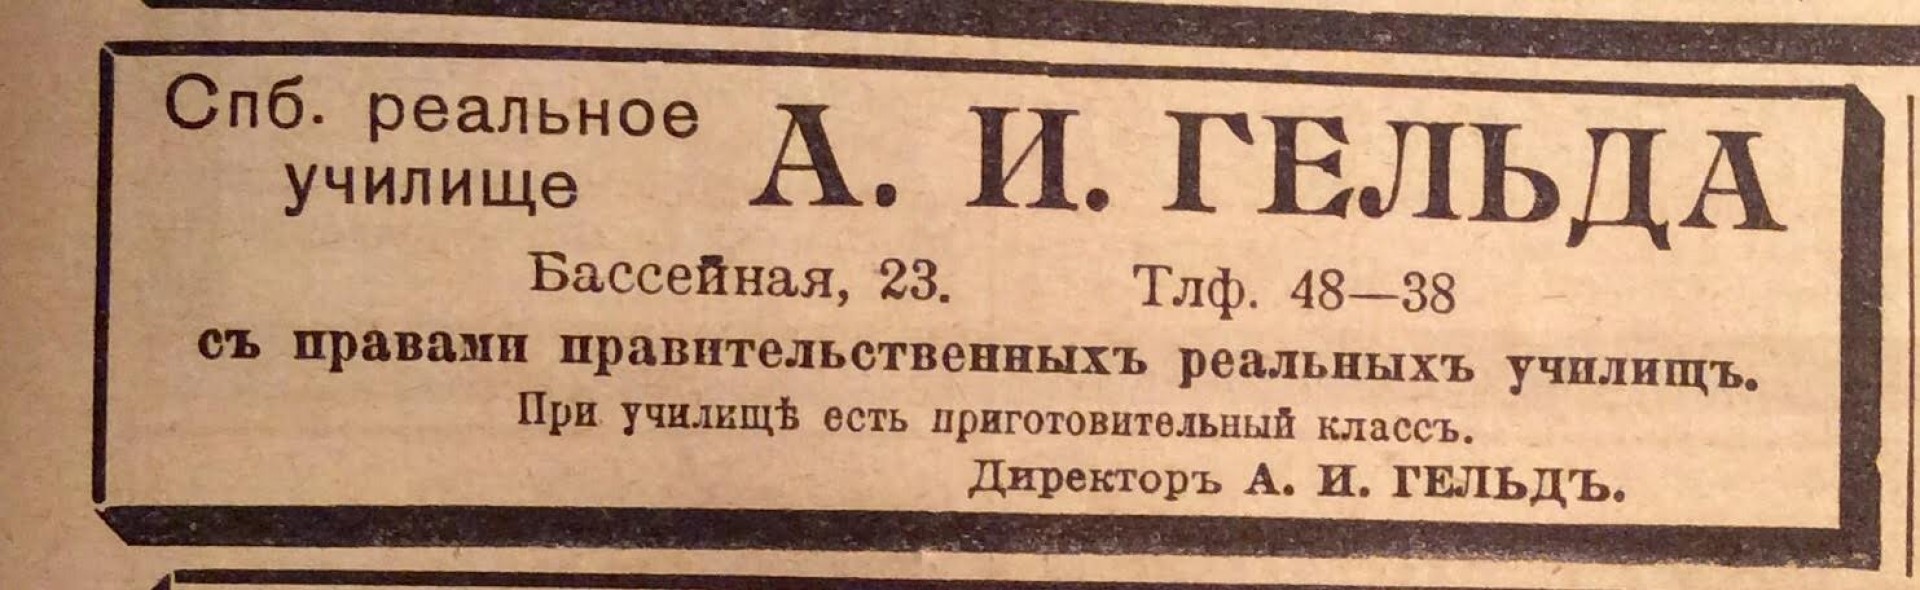 Спб. реальное
училище
А. И. ГЕЛЬДА
Бассейная, 23. Тлф. 48—38
съ правами правительственныхъ реальныхъ училищъ.
При училищѣ есть приготовительный классъ.
Директоръ А. И. ГЕЛЬДЪ.